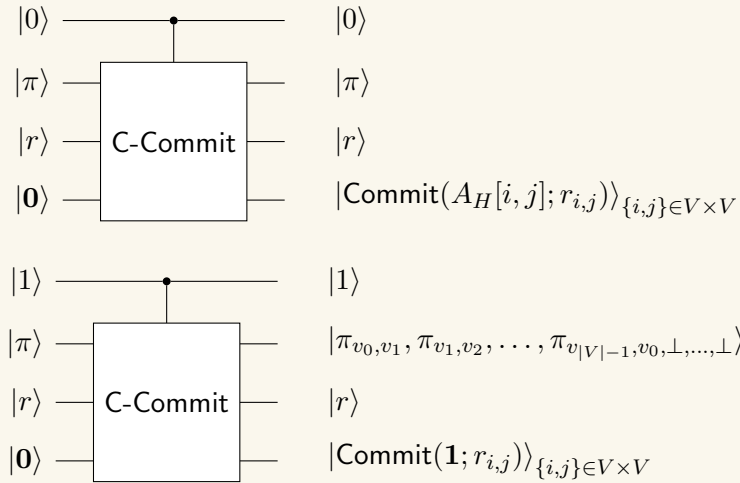 |0⟩ |0⟩
|π⟩ |π⟩
C-Commit
|r⟩ |r⟩
|𝟎⟩ |Commit(A_H[i, j]; r_{i,j})⟩_{{i,j}∈V×V}
|1⟩ |1⟩
|π⟩ |π_{v_0,v_1}, π_{v_1,v_2}, . . . , π_{v_{|V|−1},v_0,⊥,...,⊥}⟩
C-Commit
|r⟩ |r⟩
|𝟎⟩ |Commit(𝟏; r_{i,j})⟩_{{i,j}∈V×V}